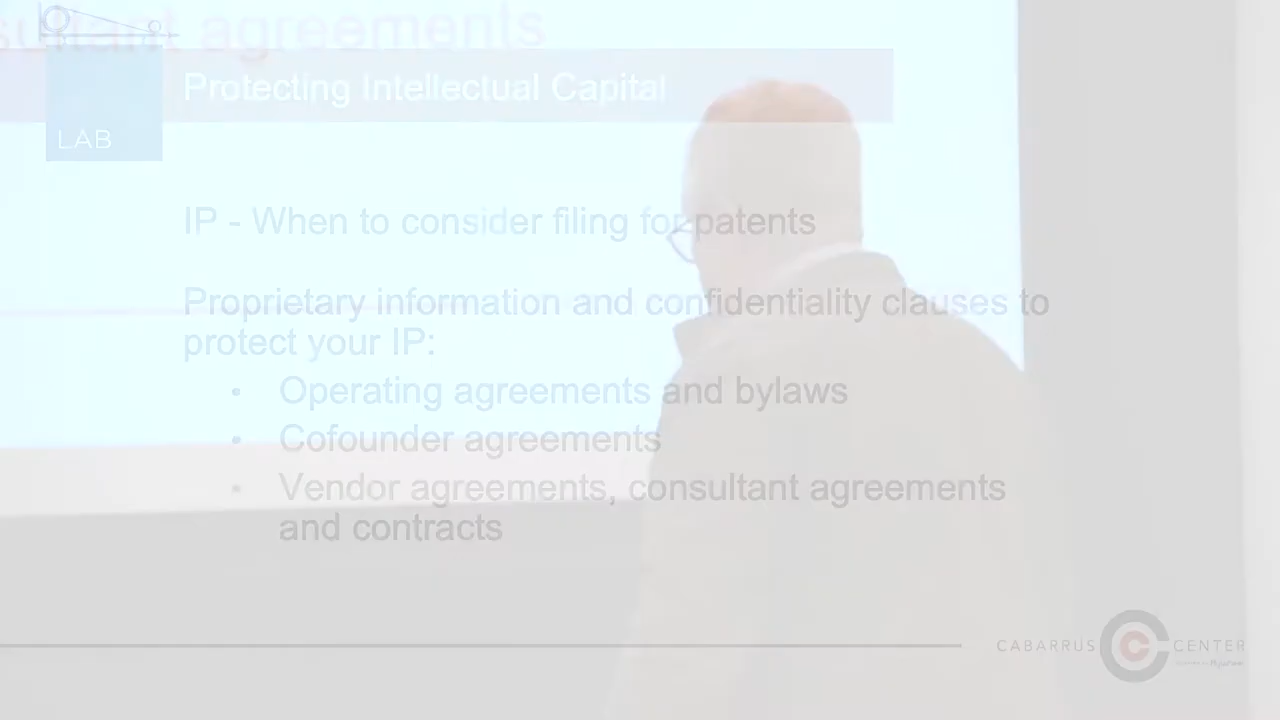 sultant agreements
Protecting Intellectual Capital
LAB
IP - When to consider filing for patents
Proprietary information and confidentiality clauses to
protect your IP:
• Operating agreements and bylaws
• Cofounder agreements
• Vendor agreements, consultant agreements
and contracts
CABARRUS C CENTER